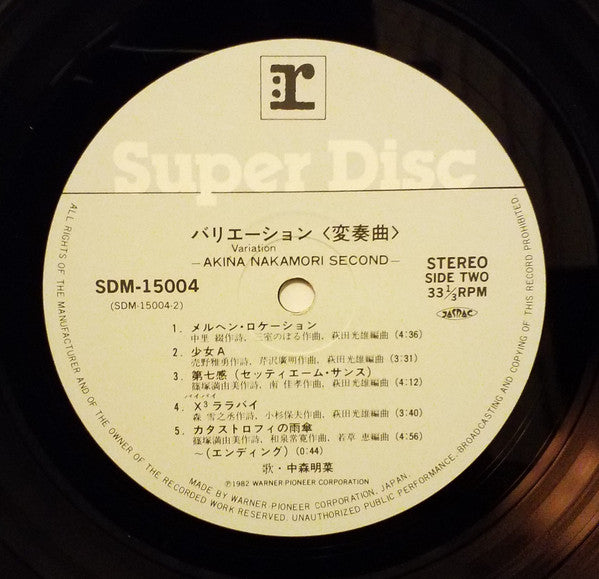 r
Super Disc
バリエーション〈変奏曲〉
Variation
—AKINA NAKAMORI SECOND—
SDM-15004
(SDM-15004-2)
STEREO
SIDE TWO
33 1/3 RPM
JASRAC
1. メルヘン・ロケーション
中里 綴作詩、三室のぼる作曲、萩田光雄編曲 (4:36)
2. 少女A
売野雅勇作詩、芹沢廣明作曲、萩田光雄編曲 (3:31)
3. 第七感 (セッティエーム・サンス)
篠塚満由美作詩、南 佳孝作曲、萩田光雄編曲 (4:12)
バイバイ
4. X³ララバイ
森 雪之丞作詩、小杉保夫作曲、萩田光雄編曲 (3:40)
5. カタストロフィの雨傘
篠塚満由美作詩、和泉常寛作曲、若草 恵編曲 (4:56)
～(エンディング) (0:44)
歌・中森明菜
℗1982 WARNER-PIONEER CORPORATION
MADE BY WARNER-PIONEER CORPORATION, JAPAN.
ALL RIGHTS OF THE MANUFACTURER AND OF THE OWNER OF THE RECORDED WORK RESERVED. UNAUTHORIZED PUBLIC PERFORMANCE, BROADCASTING AND COPYING OF THIS RECORD PROHIBITED.